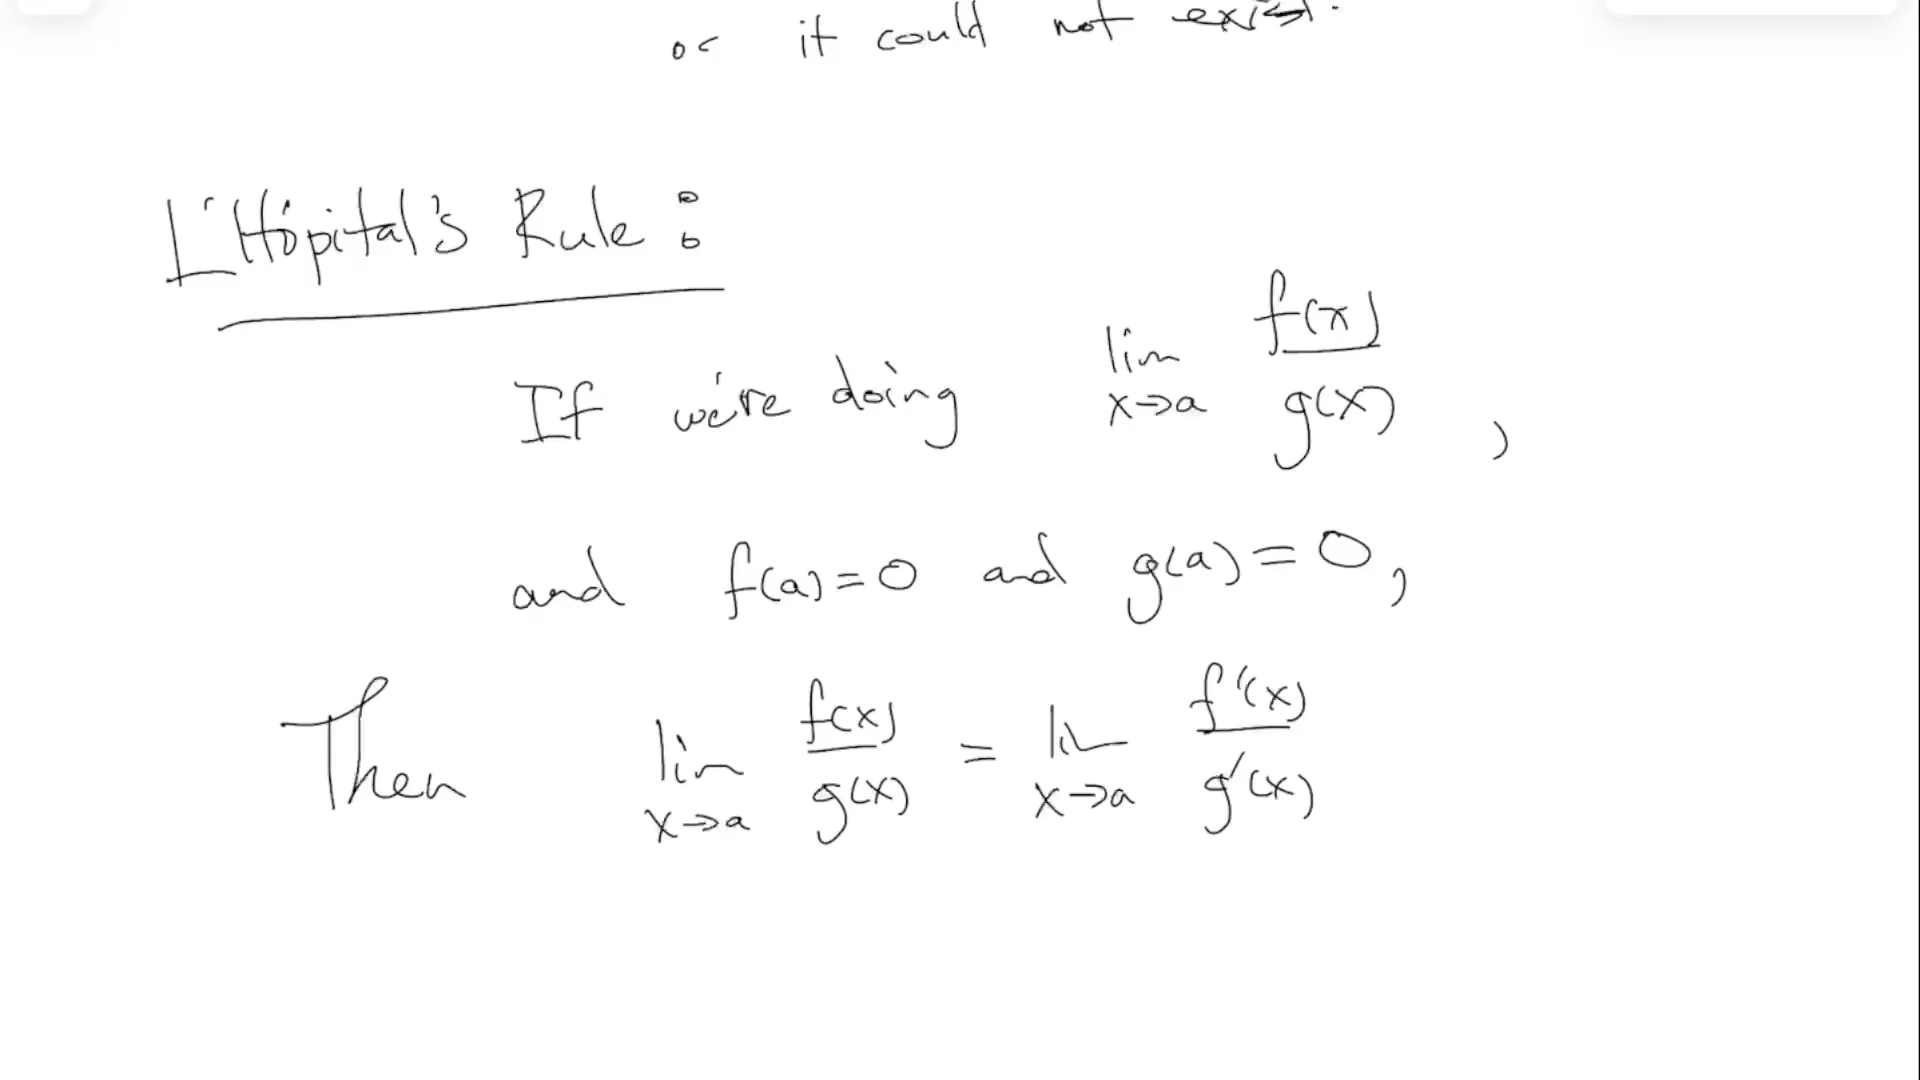 or it could not exist.
L'Hôpital's Rule:
If we're doing lim x→a f(x)/g(x) ,
and f(a)=0 and g(a)=0,
Then lim x→a f(x)/g(x) = lim x→a f'(x)/g'(x)